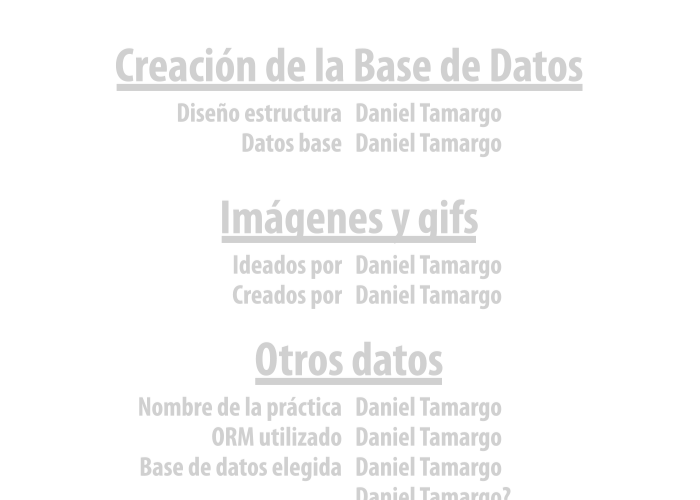 Creación de la Base de Datos
Diseño estructura Daniel Tamargo
Datos base Daniel Tamargo
Imágenes y gifs
Ideados por Daniel Tamargo
Creados por Daniel Tamargo
Otros datos
Nombre de la práctica Daniel Tamargo
ORM utilizado Daniel Tamargo
Base de datos elegida Daniel Tamargo
Daniel Tamargo?